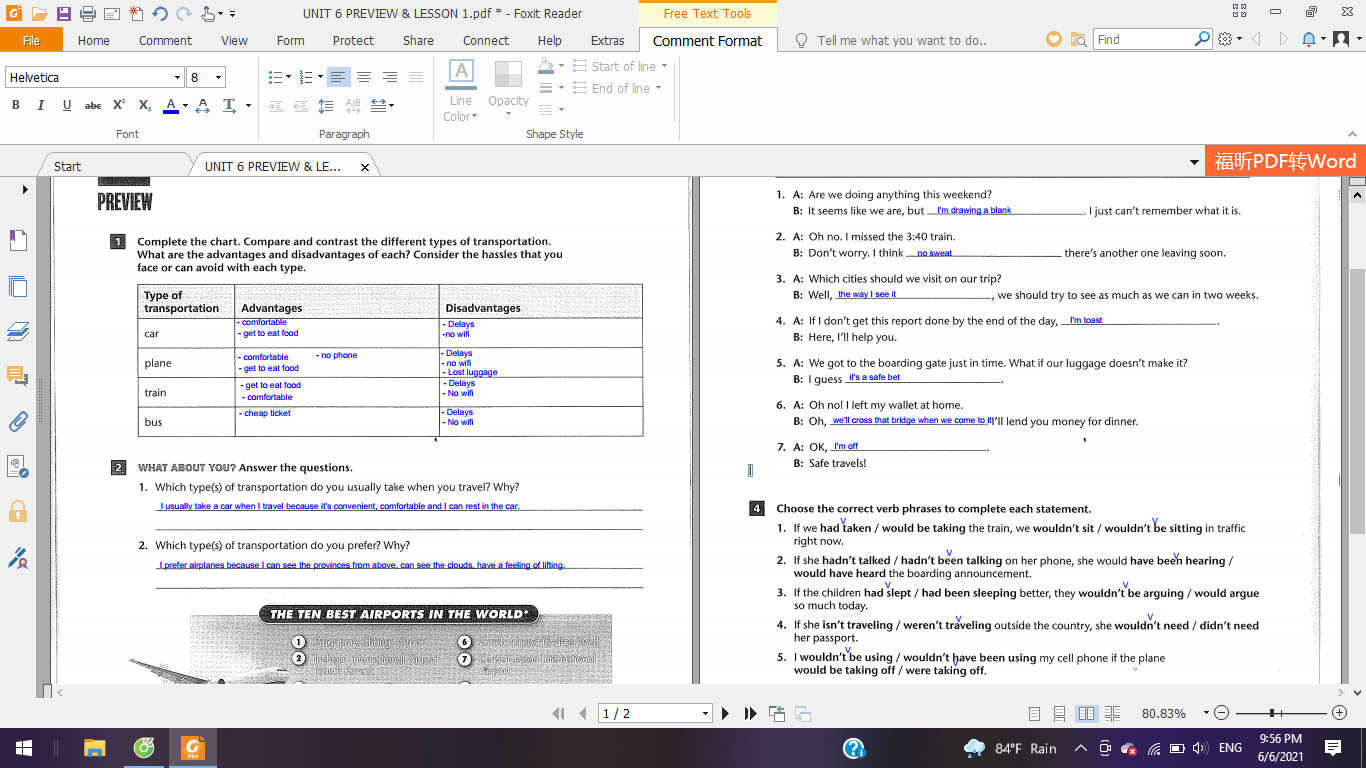 UNIT 6 PREVIEW & LESSON 1.pdf * - Foxit Reader
Free Text Tools
File Home Comment View Form Protect Share Connect Help Extras Comment Format Tell me what you want to do.. Find
Helvetica 8 Start of line
End of line
Line Color Opacity
B I U abc X² X₂ A A T
Font Paragraph Shape Style
Start UNIT 6 PREVIEW & LE... 福昕PDF转Word
PREVIEW
1 Complete the chart. Compare and contrast the different types of transportation.
What are the advantages and disadvantages of each? Consider the hassles that you
face or can avoid with each type.
Type of transportation Advantages Disadvantages
car
- comfortable
- get to eat food
- Delays
-no wifi
plane
- comfortable - no phone
- get to eat food
- Delays
- no wifi
- Lost luggage
train
- get to eat food
- comfortable
- Delays
- No wifi
bus
- cheap ticket
- Delays
- No wifi
2 WHAT ABOUT YOU? Answer the questions.
1. Which type(s) of transportation do you usually take when you travel? Why?
I usually take a car when I travel because it's convenient, comfortable and I can rest in the car.
2. Which type(s) of transportation do you prefer? Why?
I prefer airplanes because I can see the provinces from above, can see the clouds, have a feeling of lifting.
THE TEN BEST AIRPORTS IN THE WORLD*
1
6
2
7
1. A: Are we doing anything this weekend?
B: It seems like we are, but I'm drawing a blank. I just can't remember what it is.
2. A: Oh no. I missed the 3:40 train.
B: Don't worry. I think no sweat there's another one leaving soon.
3. A: Which cities should we visit on our trip?
B: Well, the way I see it, we should try to see as much as we can in two weeks.
4. A: If I don't get this report done by the end of the day, I'm toast.
B: Here, I'll help you.
5. A: We got to the boarding gate just in time. What if our luggage doesn't make it?
B: I guess it's a safe bet.
6. A: Oh no! I left my wallet at home.
B: Oh, we'll cross that bridge when we come to it I'll lend you money for dinner.
7. A: OK, I'm off.
B: Safe travels!
4 Choose the correct verb phrases to complete each statement.
v v
1. If we had taken / would be taking the train, we wouldn't sit / wouldn't be sitting in traffic
right now.
v
2. If she hadn't talked / hadn't been talking on her phone, she would have been hearing /
v
would have heard the boarding announcement.
v v
3. If the children had slept / had been sleeping better, they wouldn't be arguing / would argue
so much today.
v v
4. If she isn't traveling / weren't traveling outside the country, she wouldn't need / didn't need
her passport.
v
5. I wouldn't be using / wouldn't have been using my cell phone if the plane
v
would be taking off / were taking off.
1 / 2 80.83%
84°F Rain ENG 9:56 PM
6/6/2021